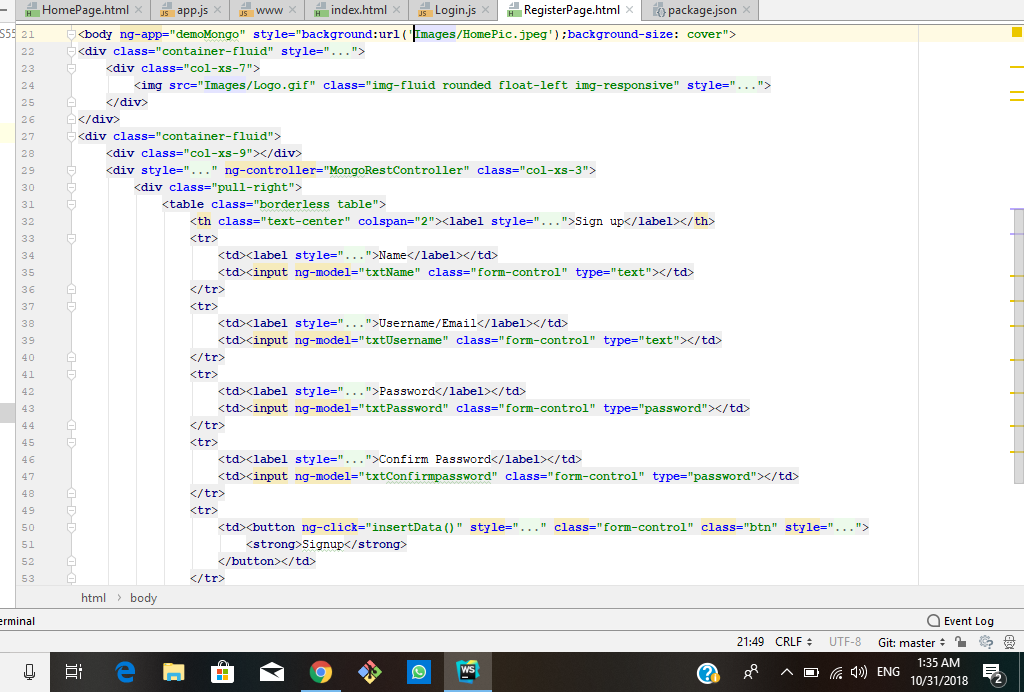 HomePage.html app.js www index.html Login.js RegisterPage.html package.json
S55
21 <body ng-app="demoMongo" style="background:url('Images/HomePic.jpeg');background-size: cover">
22 <div class="container-fluid" style="...">
23 <div class="col-xs-7">
24 <img src="Images/Logo.gif" class="img-fluid rounded float-left img-responsive" style="...">
25 </div>
26 </div>
27 <div class="container-fluid">
28 <div class="col-xs-9"></div>
29 <div style="..." ng-controller="MongoRestController" class="col-xs-3">
30 <div class="pull-right">
31 <table class="borderless table">
32 <th class="text-center" colspan="2"><label style="...">Sign up</label></th>
33 <tr>
34 <td><label style="...">Name</label></td>
35 <td><input ng-model="txtName" class="form-control" type="text"></td>
36 </tr>
37 <tr>
38 <td><label style="...">Username/Email</label></td>
39 <td><input ng-model="txtUsername" class="form-control" type="text"></td>
40 </tr>
41 <tr>
42 <td><label style="...">Password</label></td>
43 <td><input ng-model="txtPassword" class="form-control" type="password"></td>
44 </tr>
45 <tr>
46 <td><label style="...">Confirm Password</label></td>
47 <td><input ng-model="txtConfirmpassword" class="form-control" type="password"></td>
48 </tr>
49 <tr>
50 <td><button ng-click="insertData()" style="..." class="form-control" class="btn" style="...">
51 <strong>Signup</strong>
52 </button></td>
53 </tr>
html › body
erminal Event Log
21:49 CRLF UTF-8 Git: master
WS ENG 1:35 AM
10/31/2018 2